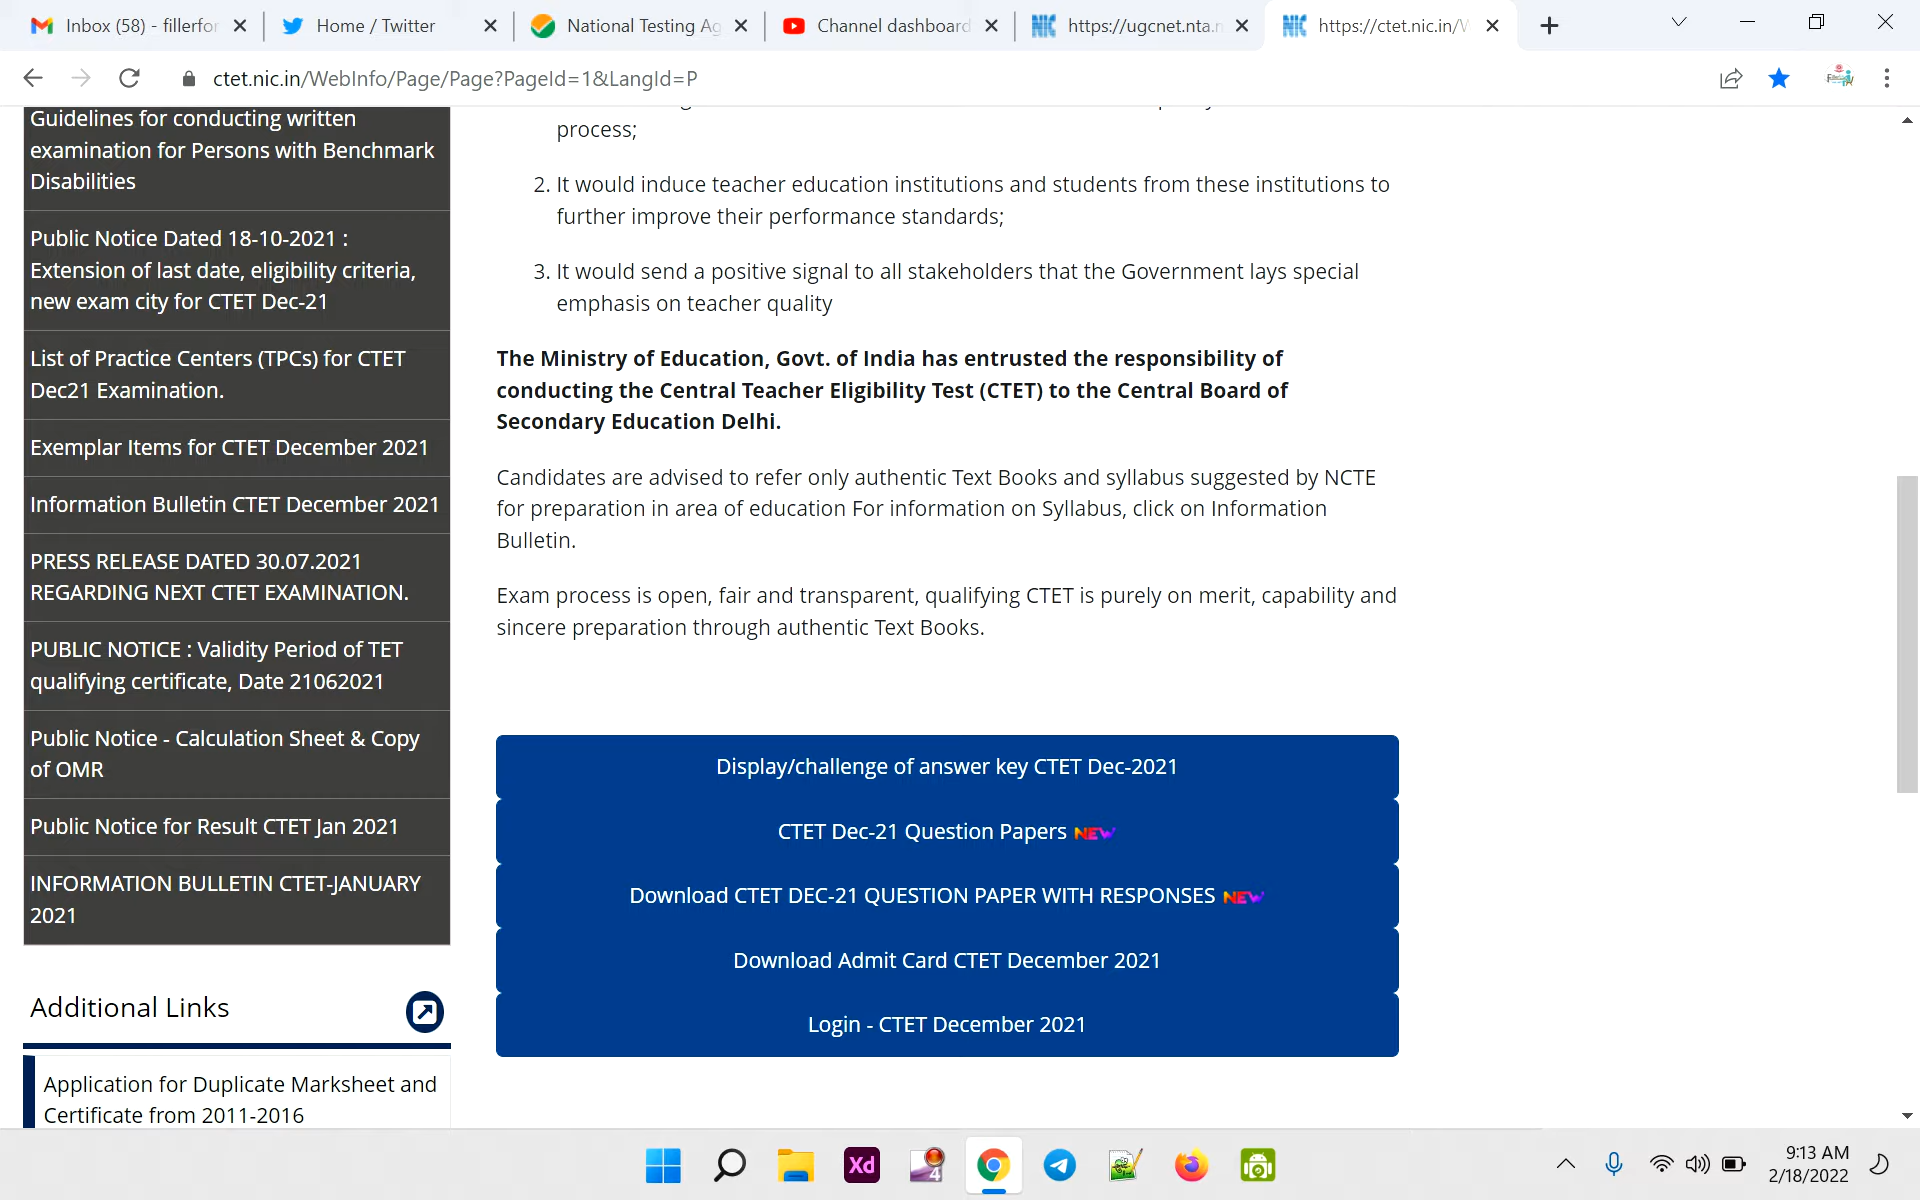 Inbox (58) - fillerfor
Home / Twitter
National Testing Ag
Channel dashboard
https://ugcnet.nta.n
https://ctet.nic.in/W
ctet.nic.in/WebInfo/Page/Page?PageId=1&LangId=P
Guidelines for conducting written
examination for Persons with Benchmark
Disabilities
Public Notice Dated 18-10-2021 :
Extension of last date, eligibility criteria,
new exam city for CTET Dec-21
List of Practice Centers (TPCs) for CTET
Dec21 Examination.
Exemplar Items for CTET December 2021
Information Bulletin CTET December 2021
PRESS RELEASE DATED 30.07.2021
REGARDING NEXT CTET EXAMINATION.
PUBLIC NOTICE : Validity Period of TET
qualifying certificate, Date 21062021
Public Notice - Calculation Sheet & Copy
of OMR
Public Notice for Result CTET Jan 2021
INFORMATION BULLETIN CTET-JANUARY
2021
Additional Links
Application for Duplicate Marksheet and
Certificate from 2011-2016
process;
2. It would induce teacher education institutions and students from these institutions to
further improve their performance standards;
3. It would send a positive signal to all stakeholders that the Government lays special
emphasis on teacher quality
The Ministry of Education, Govt. of India has entrusted the responsibility of
conducting the Central Teacher Eligibility Test (CTET) to the Central Board of
Secondary Education Delhi.
Candidates are advised to refer only authentic Text Books and syllabus suggested by NCTE
for preparation in area of education For information on Syllabus, click on Information
Bulletin.
Exam process is open, fair and transparent, qualifying CTET is purely on merit, capability and
sincere preparation through authentic Text Books.
Display/challenge of answer key CTET Dec-2021
CTET Dec-21 Question Papers NEW
Download CTET DEC-21 QUESTION PAPER WITH RESPONSES NEW
Download Admit Card CTET December 2021
Login - CTET December 2021
Xd
4
9:13 AM
2/18/2022